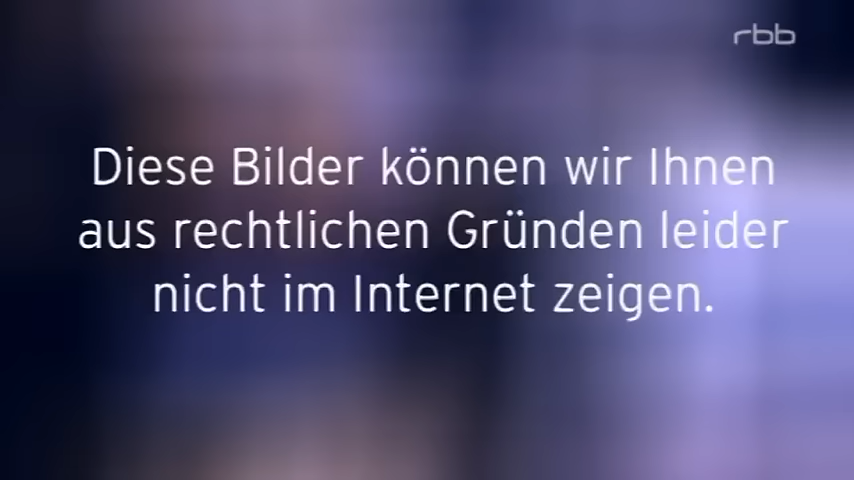 rbb
Diese Bilder können wir Ihnen
aus rechtlichen Gründen leider
nicht im Internet zeigen.